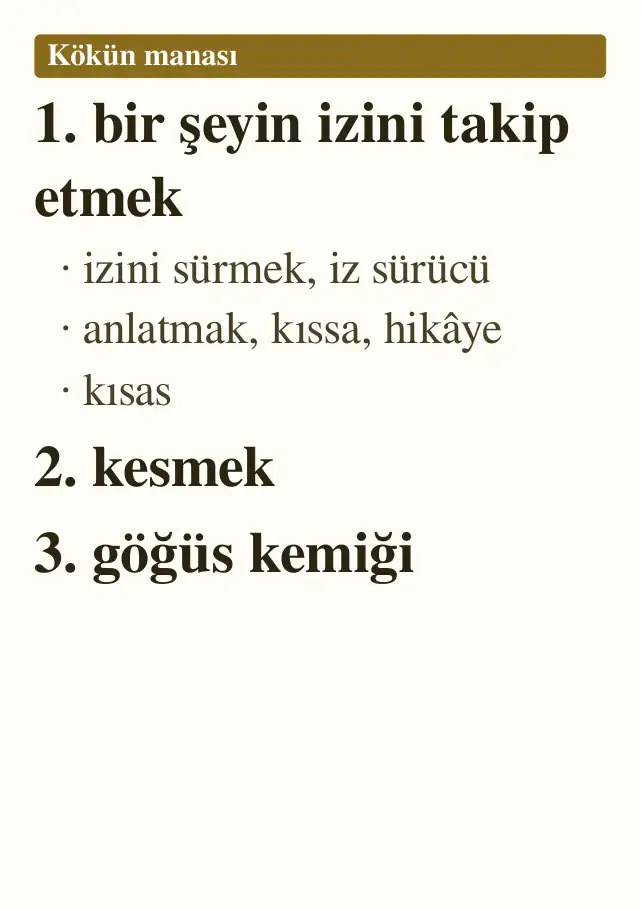 Kökün manası
1. bir şeyin izini takip
etmek
· izini sürmek, iz sürücü
· anlatmak, kıssa, hikâye
· kısas
2. kesmek
3. göğüs kemiği